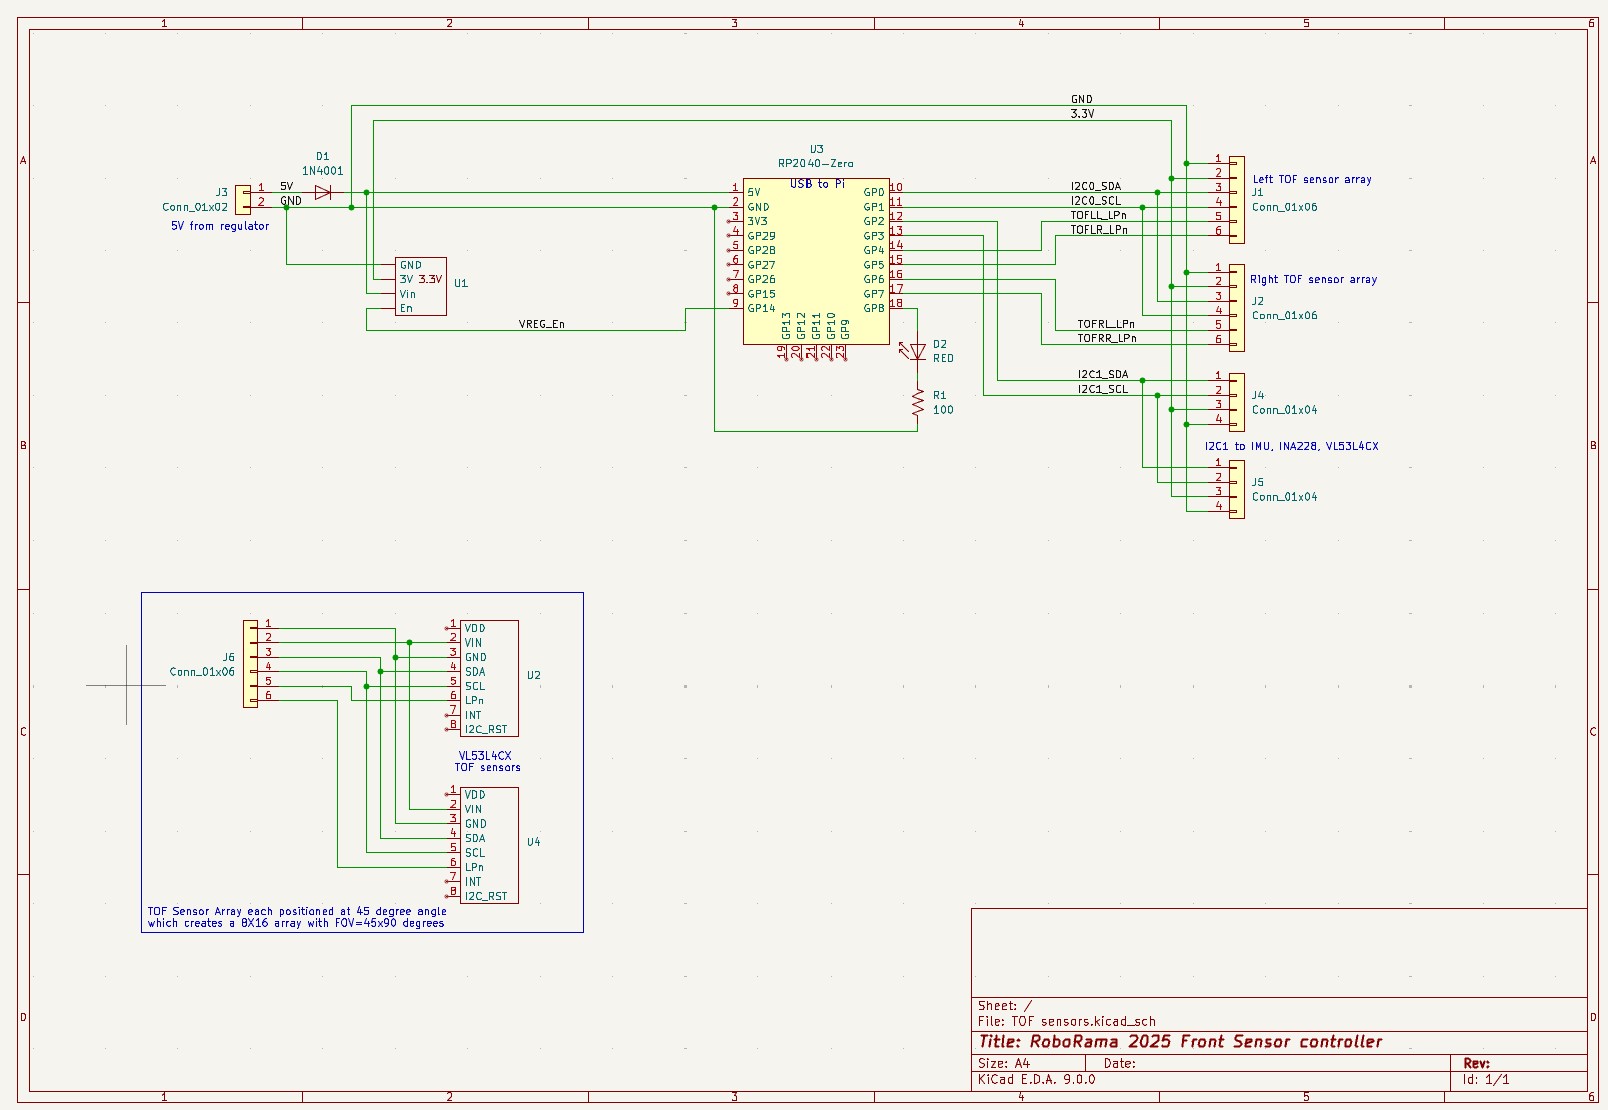 1 2 3 4 5 6
A
B
C
D
A
B
C
D
GND
3.3V
D1
1N4001
J3
Conn_01x02
1
2
5V
GND
5V from regulator
GND
3V 3.3V
Vin
En
U1
VREG_En
U3
RP2040-Zero
USB to Pi
1 5V
2 GND
3 3V3
4 GP29
5 GP28
6 GP27
7 GP26
8 GP15
9 GP14
GP0 10
GP1 11
GP2 12
GP3 13
GP4 14
GP5 15
GP6 16
GP7 17
GP8 18
GP13 GP12 GP11 GP10 GP9
19 20 21 22 23
D2
RED
R1
100
I2C0_SDA
I2C0_SCL
TOFLL_LPn
TOFLR_LPn
1
2
3
4
5
6
Left TOF sensor array
J1
Conn_01x06
TOFRL_LPn
TOFRR_LPn
1
2
3
4
5
6
Right TOF sensor array
J2
Conn_01x06
I2C1_SDA
I2C1_SCL
1
2
3
4
J4
Conn_01x04
I2C1 to IMU, INA228, VL53L4CX
1
2
3
4
J5
Conn_01x04
J6
Conn_01x06
1
2
3
4
5
6
1 VDD
2 VIN
3 GND
4 SDA
5 SCL
6 LPn
7 INT
8 I2C_RST
U2
VL53L4CX
TOF sensors
1 VDD
2 VIN
3 GND
4 SDA
5 SCL
6 LPn
7 INT
8 I2C_RST
U4
TOF Sensor Array each positioned at 45 degree angle
which creates a 8X16 array with FOV=45x90 degrees
Sheet: /
File: TOF sensors.kicad_sch
Title: RoboRama 2025 Front Sensor controller
Size: A4 Date: Rev:
KiCad E.D.A. 9.0.0 Id: 1/1
1 2 3 4 5 6